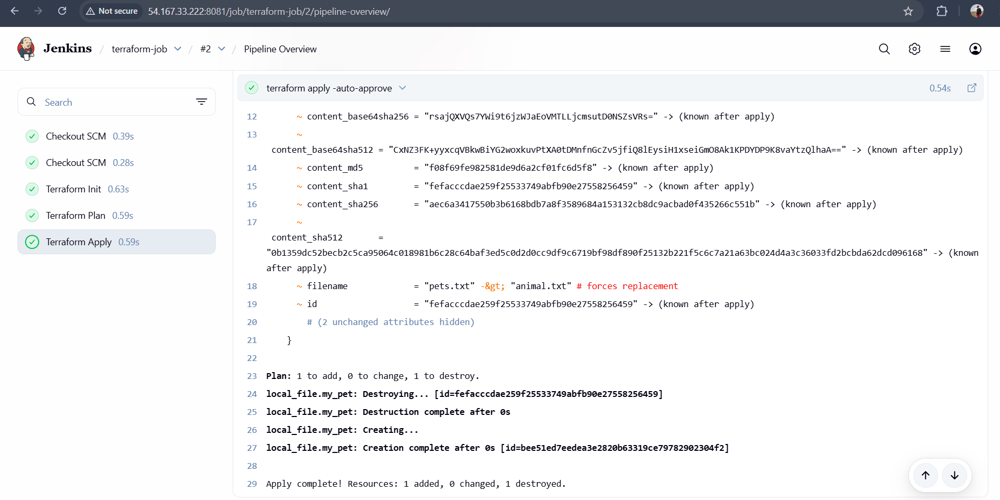 Not secure 54.167.33.222:8081/job/terraform-job/2/pipeline-overview/
Jenkins / terraform-job / #2 / Pipeline Overview
Search
Checkout SCM 0.39s
Checkout SCM 0.28s
Terraform Init 0.63s
Terraform Plan 0.59s
Terraform Apply 0.59s
terraform apply -auto-approve 0.54s
12 ~ content_base64sha256 = "rsajQXVQs7YWi9t6jzWJaEoVMTLLjcmsutD0NSZsVRs=" -> (known after apply)
13 ~
content_base64sha512 = "CxNZ3FK+yyxcqVBkwBiYG2woxkuvPtXA0tDMnfnGcZv5jfiQ8lEysiH1xseiGmO8Ak1KPDYDP9K8vaYtzQlhaA==" -> (known after apply)
14 ~ content_md5 = "f08f69fe982581de9d6a2cf01fc6d5f8" -> (known after apply)
15 ~ content_sha1 = "fefacccdae259f25533749abfb90e27558256459" -> (known after apply)
16 ~ content_sha256 = "aec6a3417550b3b6168bdb7a8f3589684a153132cb8dc9acbad0f435266c551b" -> (known after apply)
17 ~
content_sha512 =
"0b1359dc52becb2c5ca95064c018981b6c28c64baf3ed5c0d2d0cc9df9c6719bf98df890f25132b221f5c6c7a21a63bc024d4a3c36033fd2bcbda62dcd096168" -> (known
after apply)
18 ~ filename = "pets.txt" -&gt; "animal.txt" # forces replacement
19 ~ id = "fefacccdae259f25533749abfb90e27558256459" -> (known after apply)
20 # (2 unchanged attributes hidden)
21 }
22
23 Plan: 1 to add, 0 to change, 1 to destroy.
24 local_file.my_pet: Destroying... [id=fefacccdae259f25533749abfb90e27558256459]
25 local_file.my_pet: Destruction complete after 0s
26 local_file.my_pet: Creating...
27 local_file.my_pet: Creation complete after 0s [id=bee51ed7eedea3e2820b63319ce79782902304f2]
28
29 Apply complete! Resources: 1 added, 0 changed, 1 destroyed.